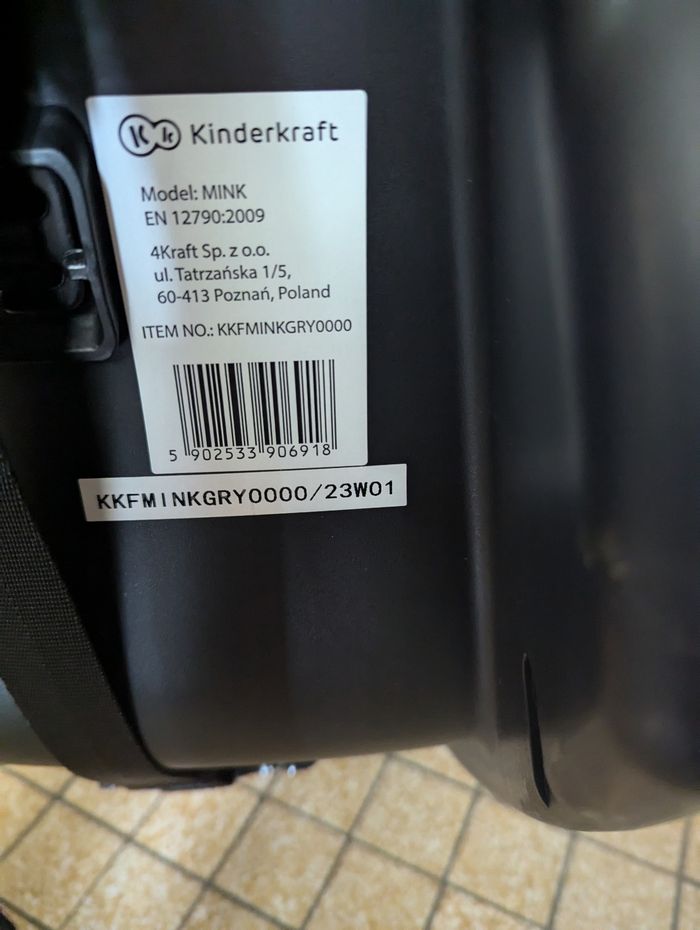 Kk Kinderkraft
Model: MINK
EN 12790:2009
4Kraft Sp. z o.o.
ul. Tatrzańska 1/5,
60-413 Poznań, Poland
ITEM NO.: KKFMINKGRY0000
5 902533 906918
KKFMINKGRY0000/23W01